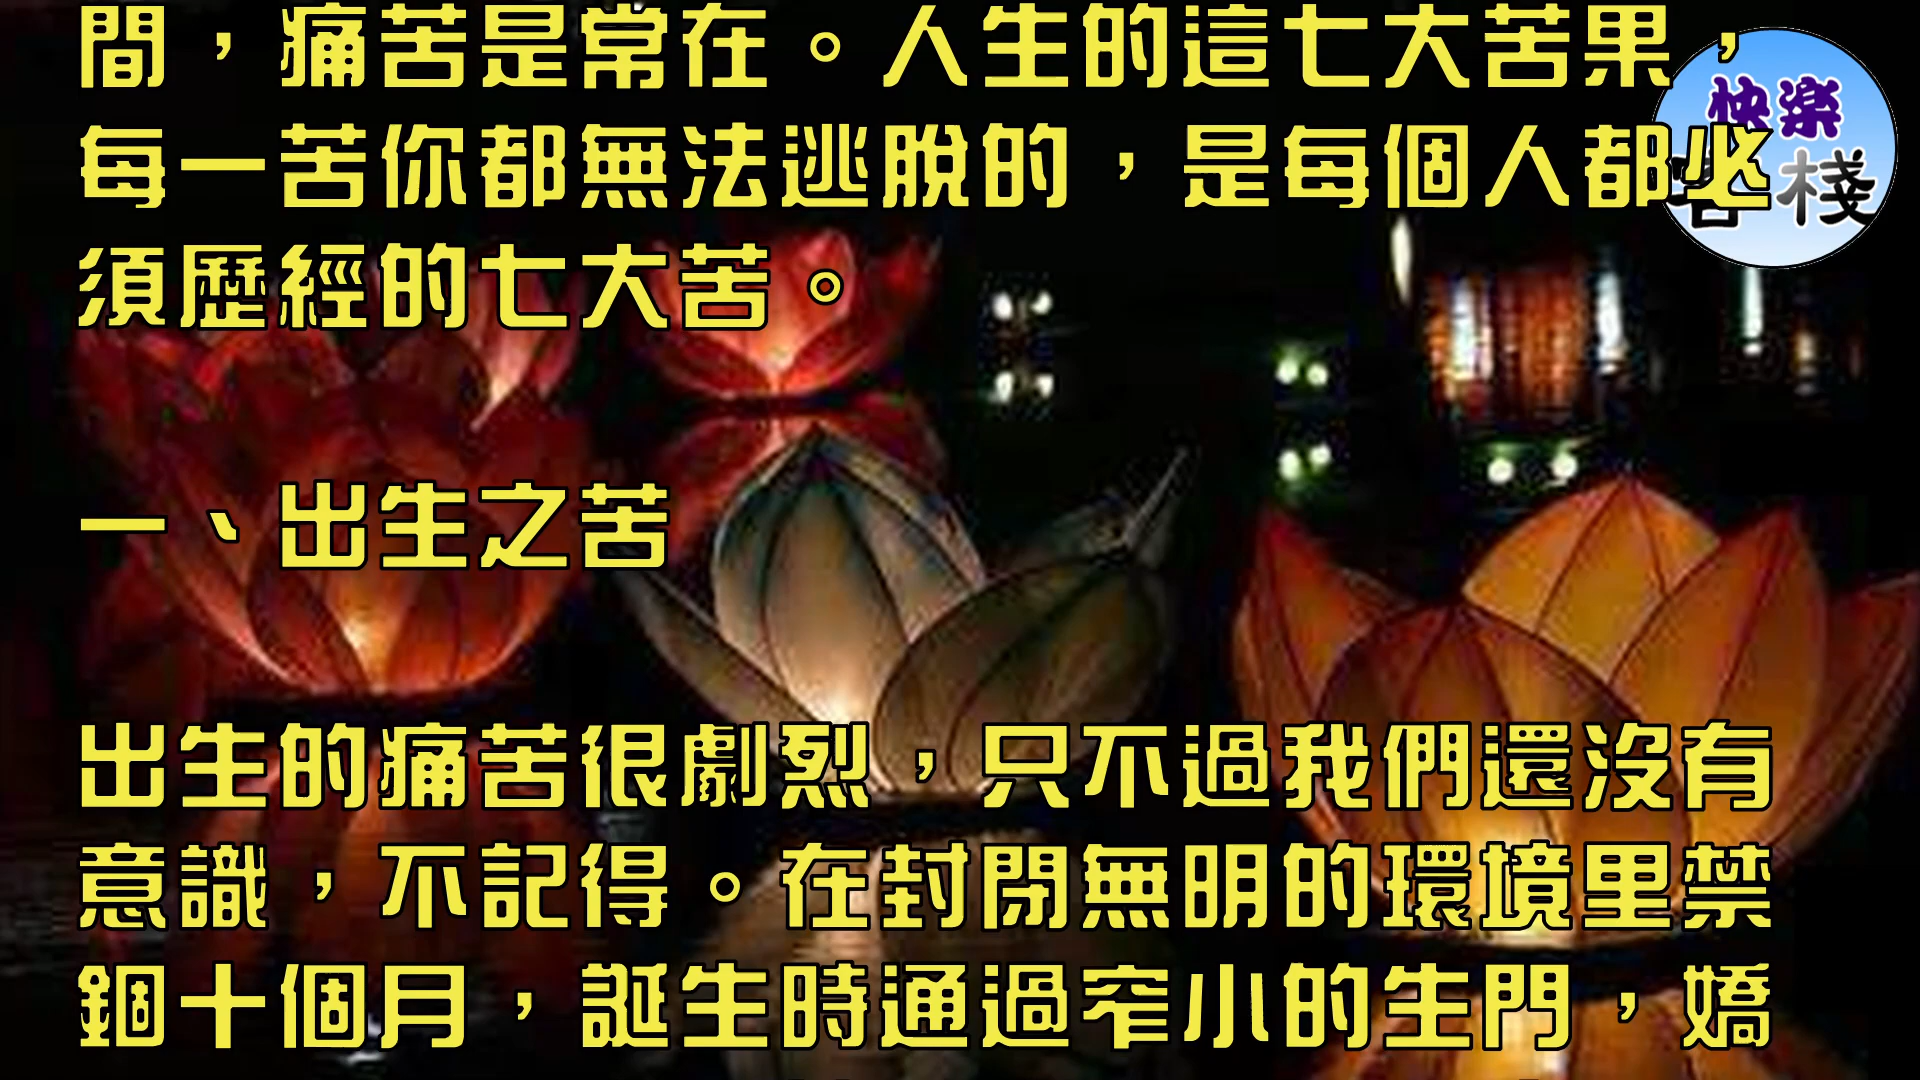 間，痛苦是常在。人生的這七大苦果，
每一苦你都無法逃脫的，是每個人都必
須歷經的七大苦。
一、出生之苦
出生的痛苦很劇烈，只不過我們還沒有
意識，不記得。在封閉無明的環境里禁
錮十個月，誕生時通過窄小的生門，嬌
快樂
客栈